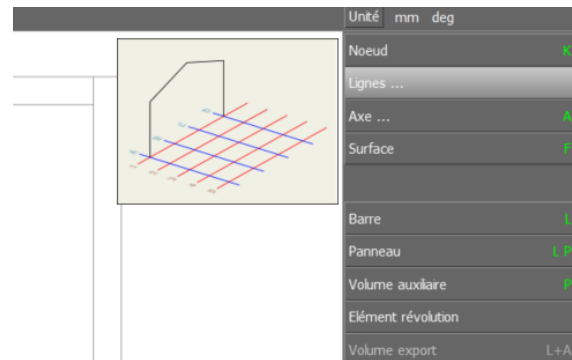 Unité mm deg
Noeud K
Lignes ...
Axe ... A
Surface F
Barre L
Panneau L P
Volume auxiliaire P
Elément révolution
Volume export L+A